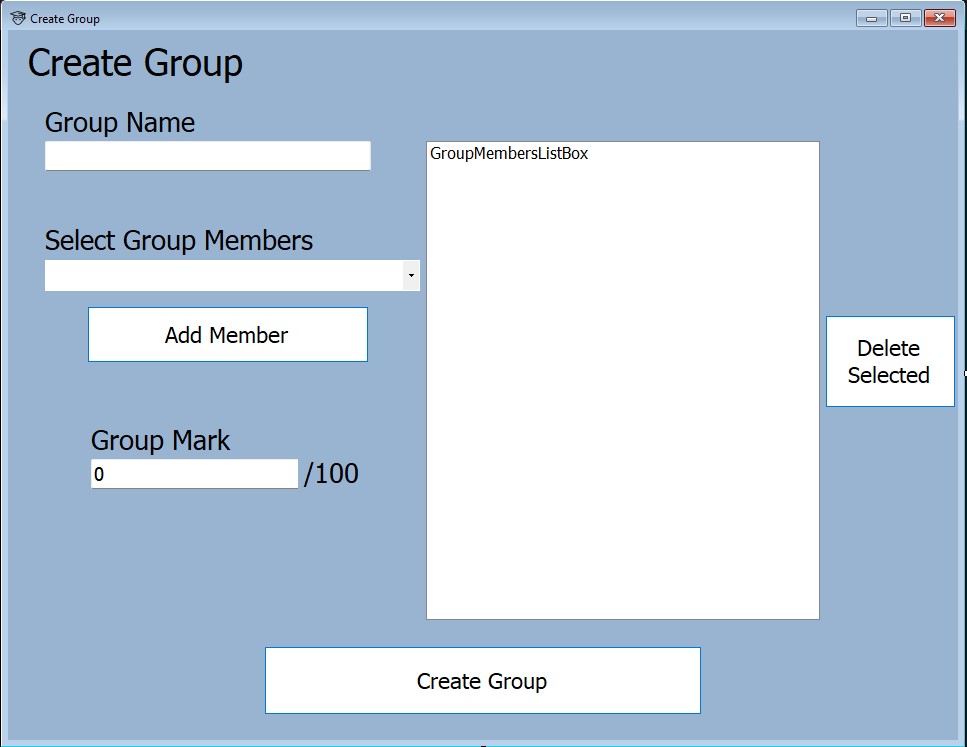 Create Group
Create Group
Group Name
GroupMembersListBox
Select Group Members
Add Member
Delete
Selected
Group Mark
0 /100
Create Group